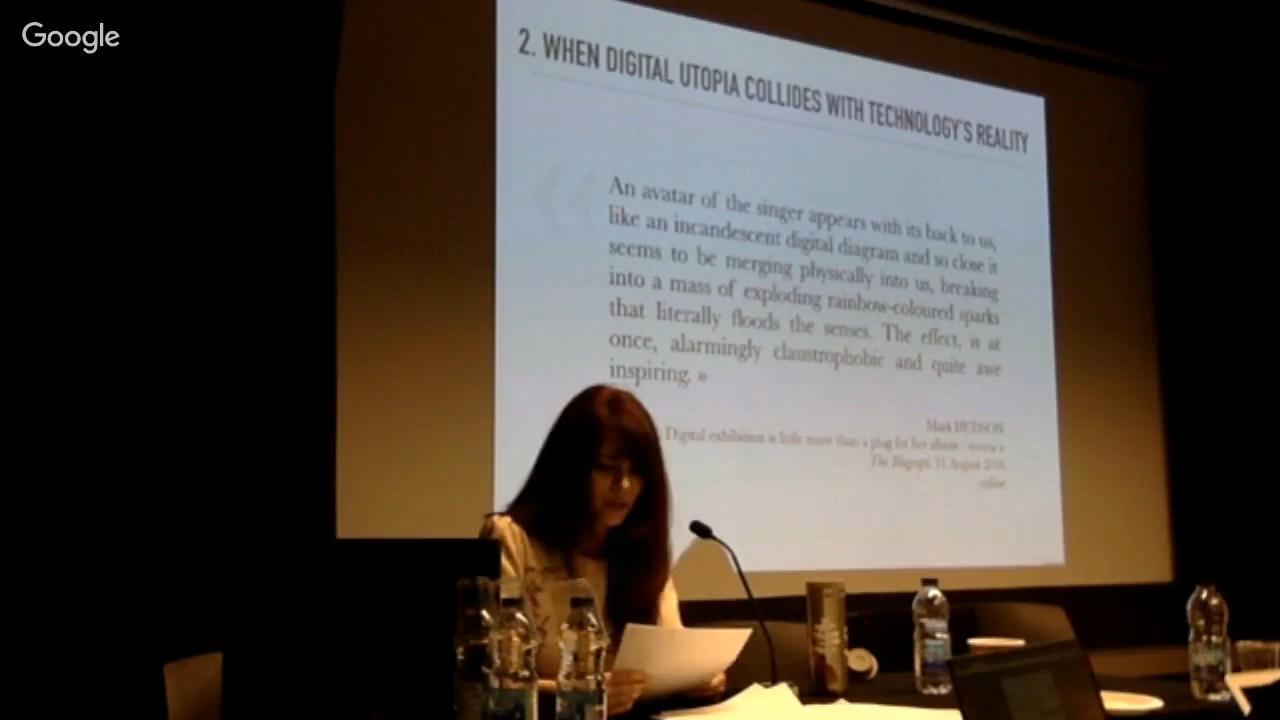 Google
2. WHEN DIGITAL UTOPIA COLLIDES WITH TECHNOLOGY'S REALITY
«
An avatar of the singer appears with its back to us,
like an incandescent digital diagram and so close it
seems to be merging physically into us, breaking
into a mass of exploding rainbow-coloured sparks
that literally floods the senses. The effect, is at
once, alarmingly claustrophobic and quite awe
inspiring. »
Mark HUDSON
Digital exhibition is little more than a plug for her album - review »
The Telegraph, 31 August 2016
online